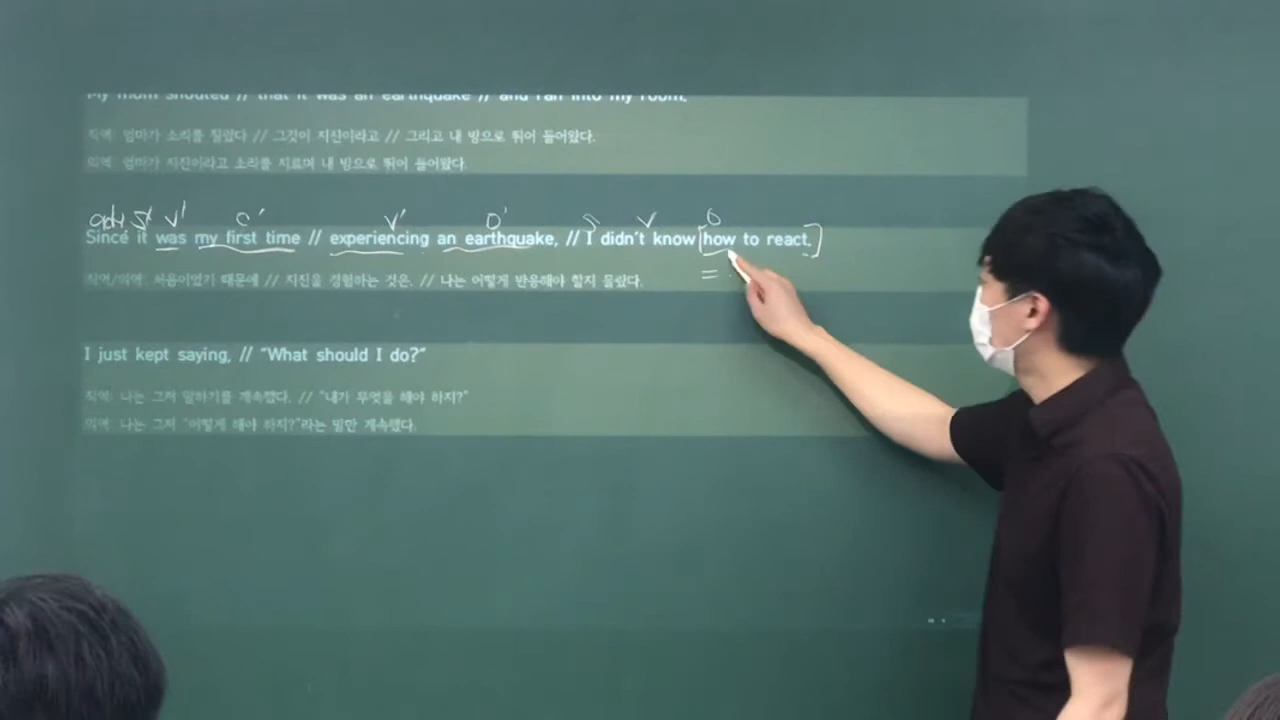 My mom shouted // that it was an earthquake // and ran into my room.
직역: 엄마가 소리를 질렀다 // 그것이 지진이라고 // 그리고 내 방으로 뛰어 들어왔다.
의역: 엄마가 지진이라고 소리를 지르며 내 방으로 뛰어 들어왔다.
S' V' C' V' O' S V O
Since it was my first time // experiencing an earthquake, // I didn't know [how to react.]
직역/의역: 처음이었기 때문에 // 지진을 경험하는 것은, // 나는 어떻게 반응해야 할지 몰랐다.
=
I just kept saying, // "What should I do?"
직역: 나는 그저 말하기를 계속했다. // "내가 무엇을 해야 하지?"
의역: 나는 그저 "어떻게 해야 하지?"라는 말만 계속했다.